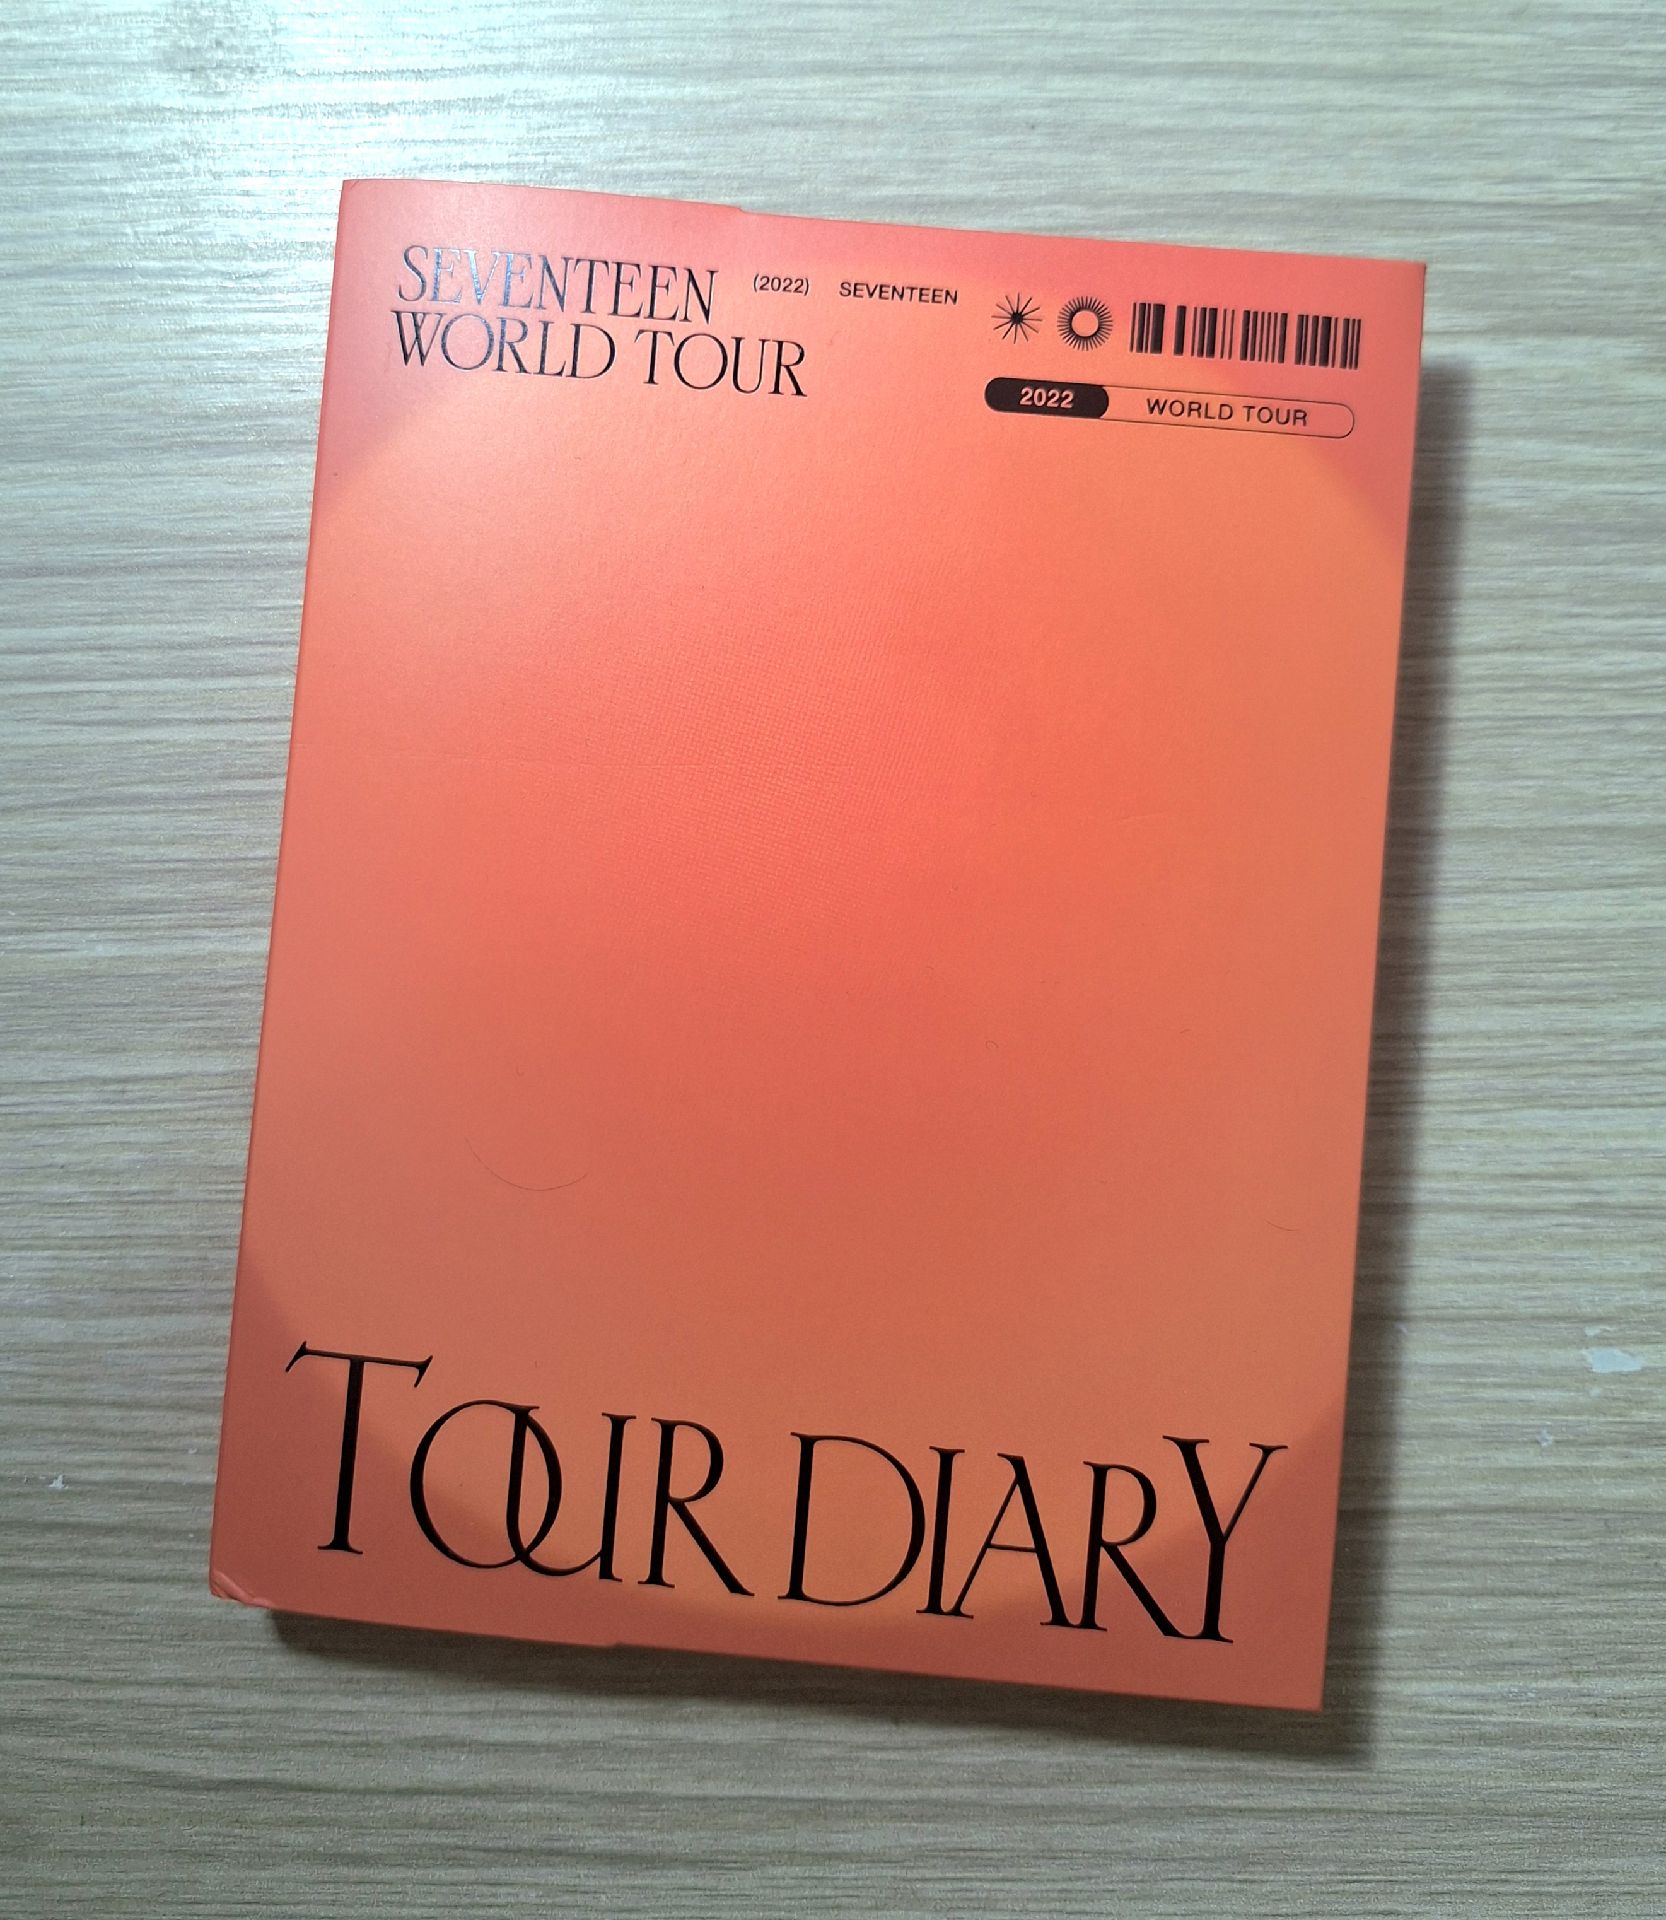 SEVENTEEN
WORLD TOUR
(2022) SEVENTEEN
2022 WORLD TOUR
TOUR DIARY